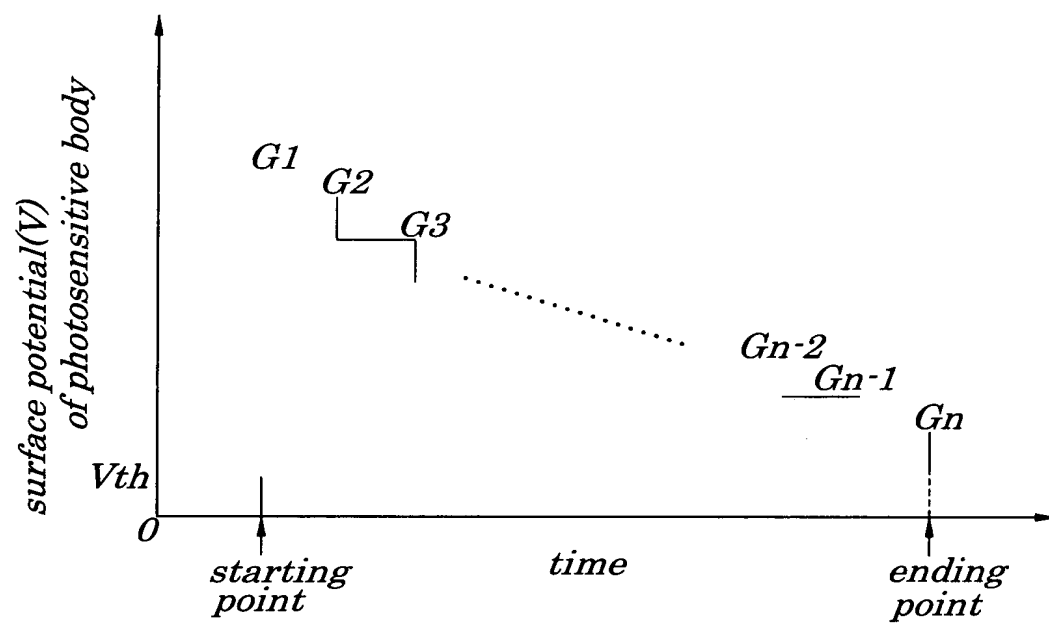 surface potential(V)
of photosensitive body
G1
G2
G3
Gn-2
Gn-1
Gn
Vth
0
starting
point
time
ending
point